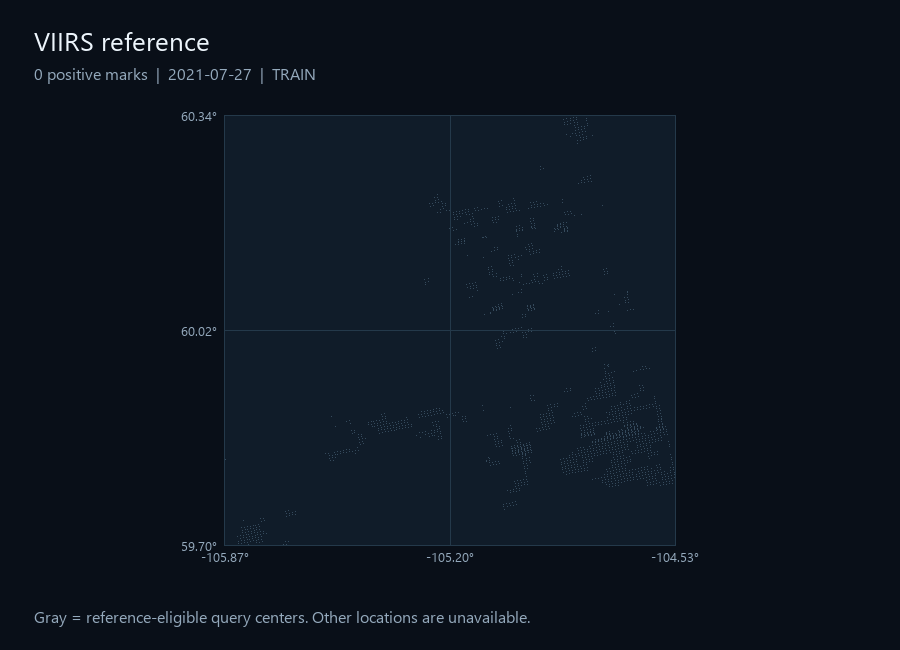 VIIRS reference
0 positive marks | 2021-07-27 | TRAIN
60.34°
60.02°
59.70°
-105.87°
-105.20°
-104.53°
Gray = reference-eligible query centers. Other locations are unavailable.